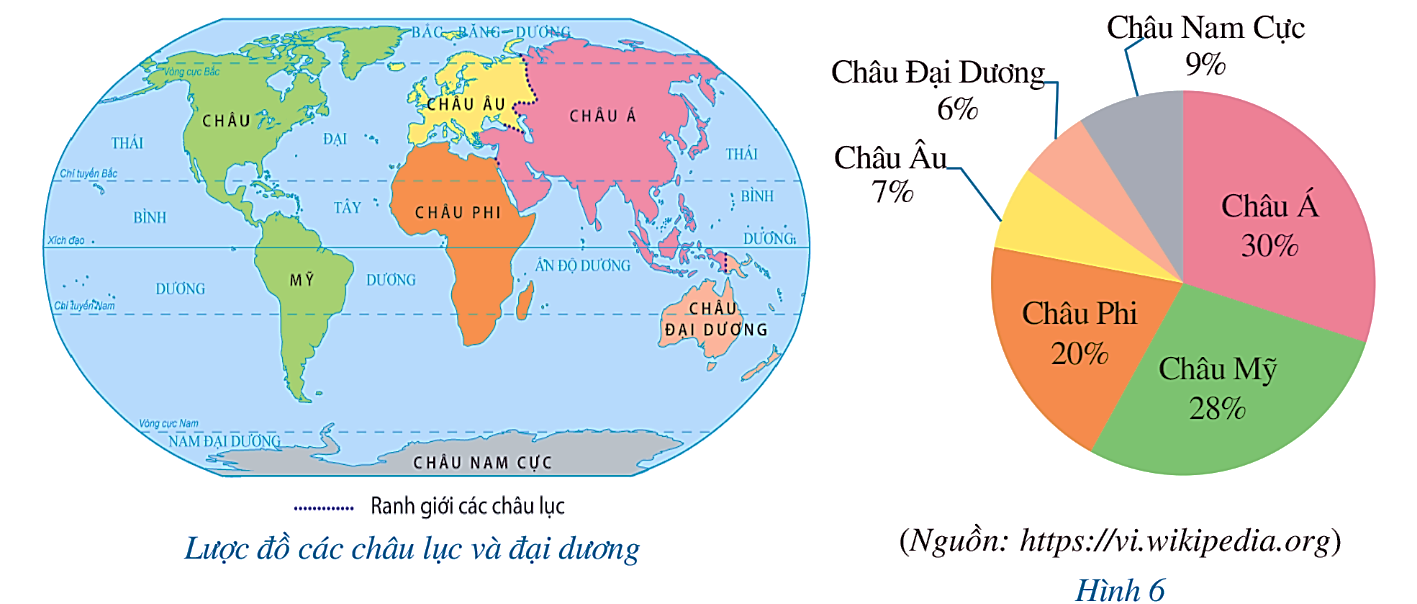 BẮC BĂNG DƯƠNG
Vòng cực Bắc
CHÂU ÂU
CHÂU
CHÂU Á
THÁI
ĐẠI
THÁI
Chí tuyến Bắc
BÌNH
TÂY
CHÂU PHI
BÌNH
Xích đạo
DƯƠNG
MỸ
DƯƠNG
ẤN ĐỘ DƯƠNG
DƯƠNG
Chí tuyến Nam
CHÂU
ĐẠI DƯƠNG
Vòng cực Nam
NAM ĐẠI DƯƠNG
CHÂU NAM CỰC
Ranh giới các châu lục
Lược đồ các châu lục và đại dương
Châu Nam Cực
9%
Châu Đại Dương
6%
Châu Âu
7%
Châu Á
30%
Châu Phi
20%
Châu Mỹ
28%
(Nguồn: https://vi.wikipedia.org)
Hình 6